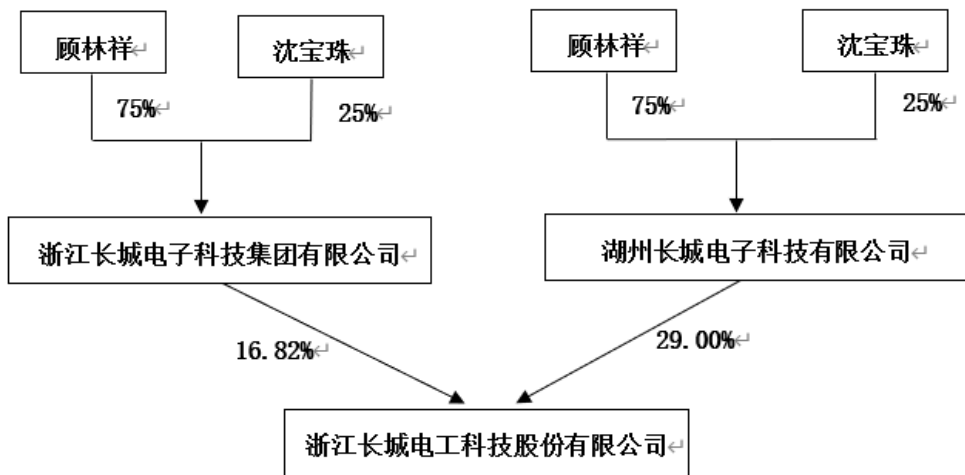 顾林祥 沈宝珠 顾林祥 沈宝珠
75% 25% 75% 25%
浙江长城电子科技集团有限公司 湖州长城电子科技有限公司
16.82% 29.00%
浙江长城电工科技股份有限公司